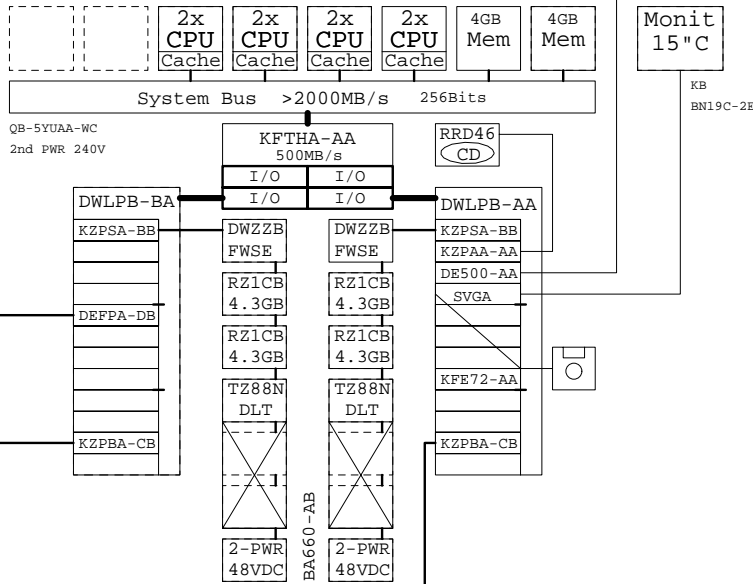 2x
CPU
Cache
2x
CPU
Cache
2x
CPU
Cache
2x
CPU
Cache
4GB
Mem
4GB
Mem
Monit
15"C
System Bus >2000MB/s 256Bits
KB
BN19C-2E
QB-5YUAA-WC
2nd PWR 240V
KFTHA-AA
500MB/s
I/O I/O
I/O I/O
RRD46
CD
DWLPB-BA
KZPSA-BB
DEFPA-DB
KZPBA-CB
DWZZB
FWSE
RZ1CB
4.3GB
RZ1CB
4.3GB
TZ88N
DLT
2-PWR
48VDC
BA660-AB
DWZZB
FWSE
RZ1CB
4.3GB
RZ1CB
4.3GB
TZ88N
DLT
2-PWR
48VDC
DWLPB-AA
KZPSA-BB
KZPAA-AA
DE500-AA
SVGA
KFE72-AA
KZPBA-CB